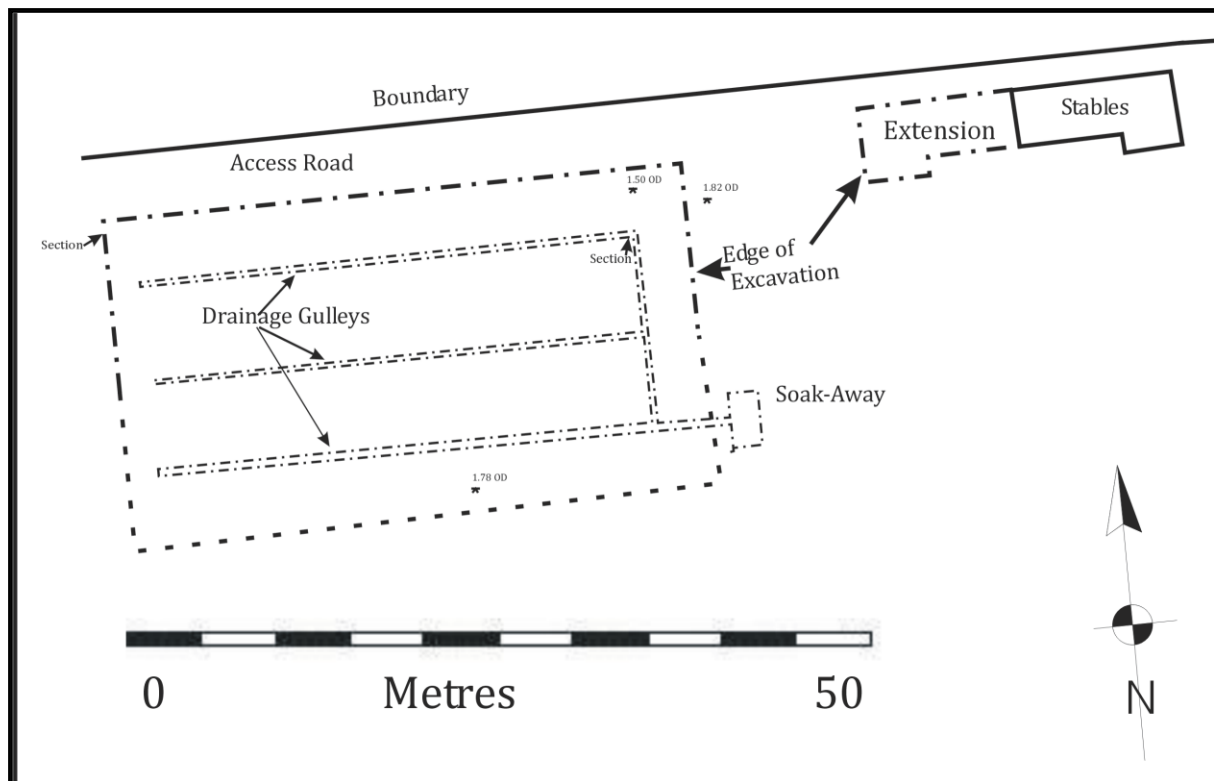 Boundary
Stables
Extension
Access Road
1.50 OD
1.82 OD
Section
Section
Edge of
Excavation
Drainage Gulleys
Soak-Away
1.78 OD
0 Metres 50
N